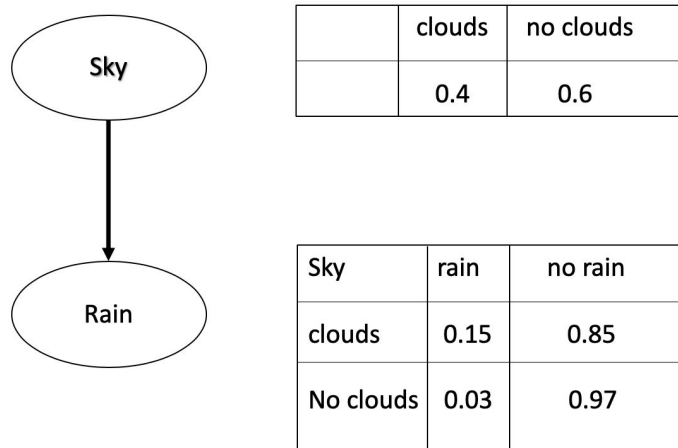 Sky
clouds no clouds
0.4 0.6
Rain
Sky rain no rain
clouds 0.15 0.85
No clouds 0.03 0.97